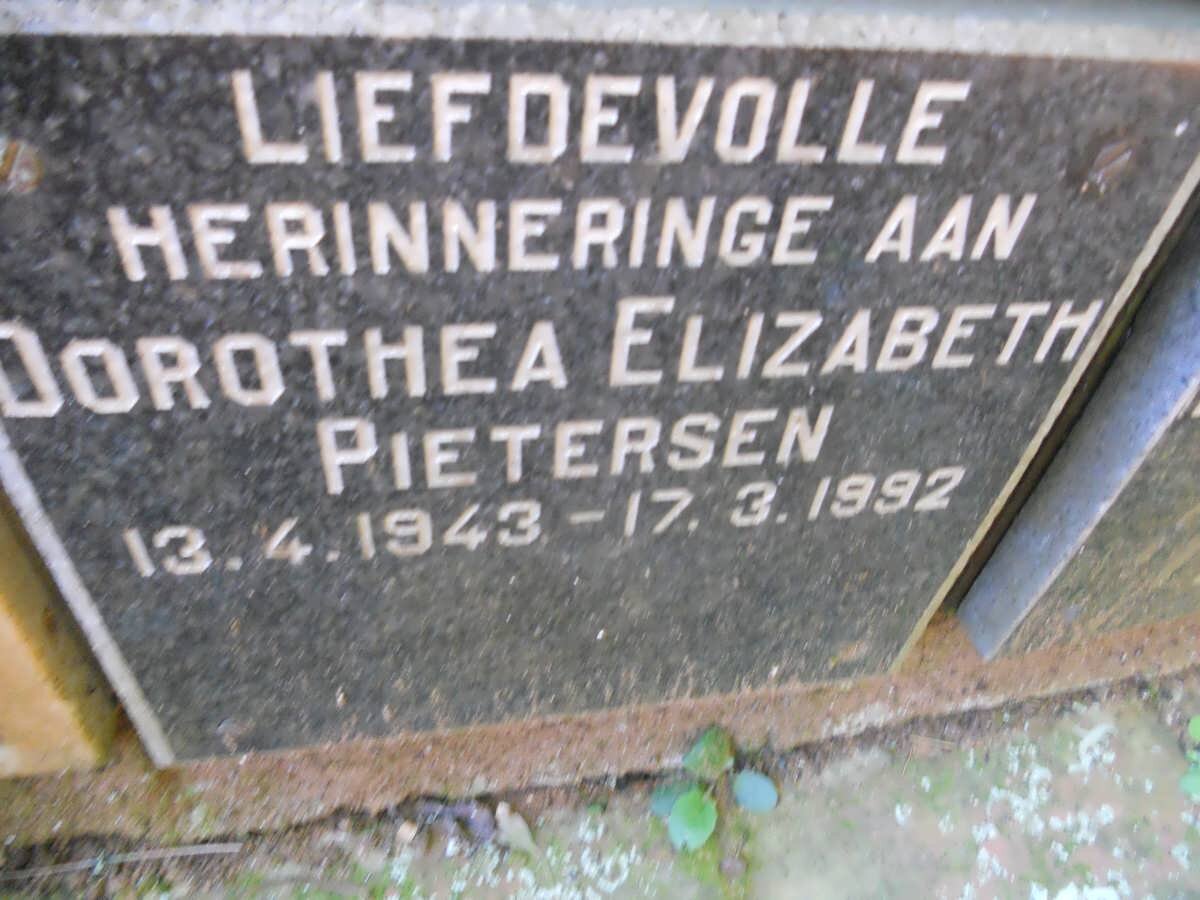 LIEFDEVOLLE
HERINNERINGE AAN
DOROTHEA ELIZABETH
PIETERSEN
13.4.1943-17.3.1992